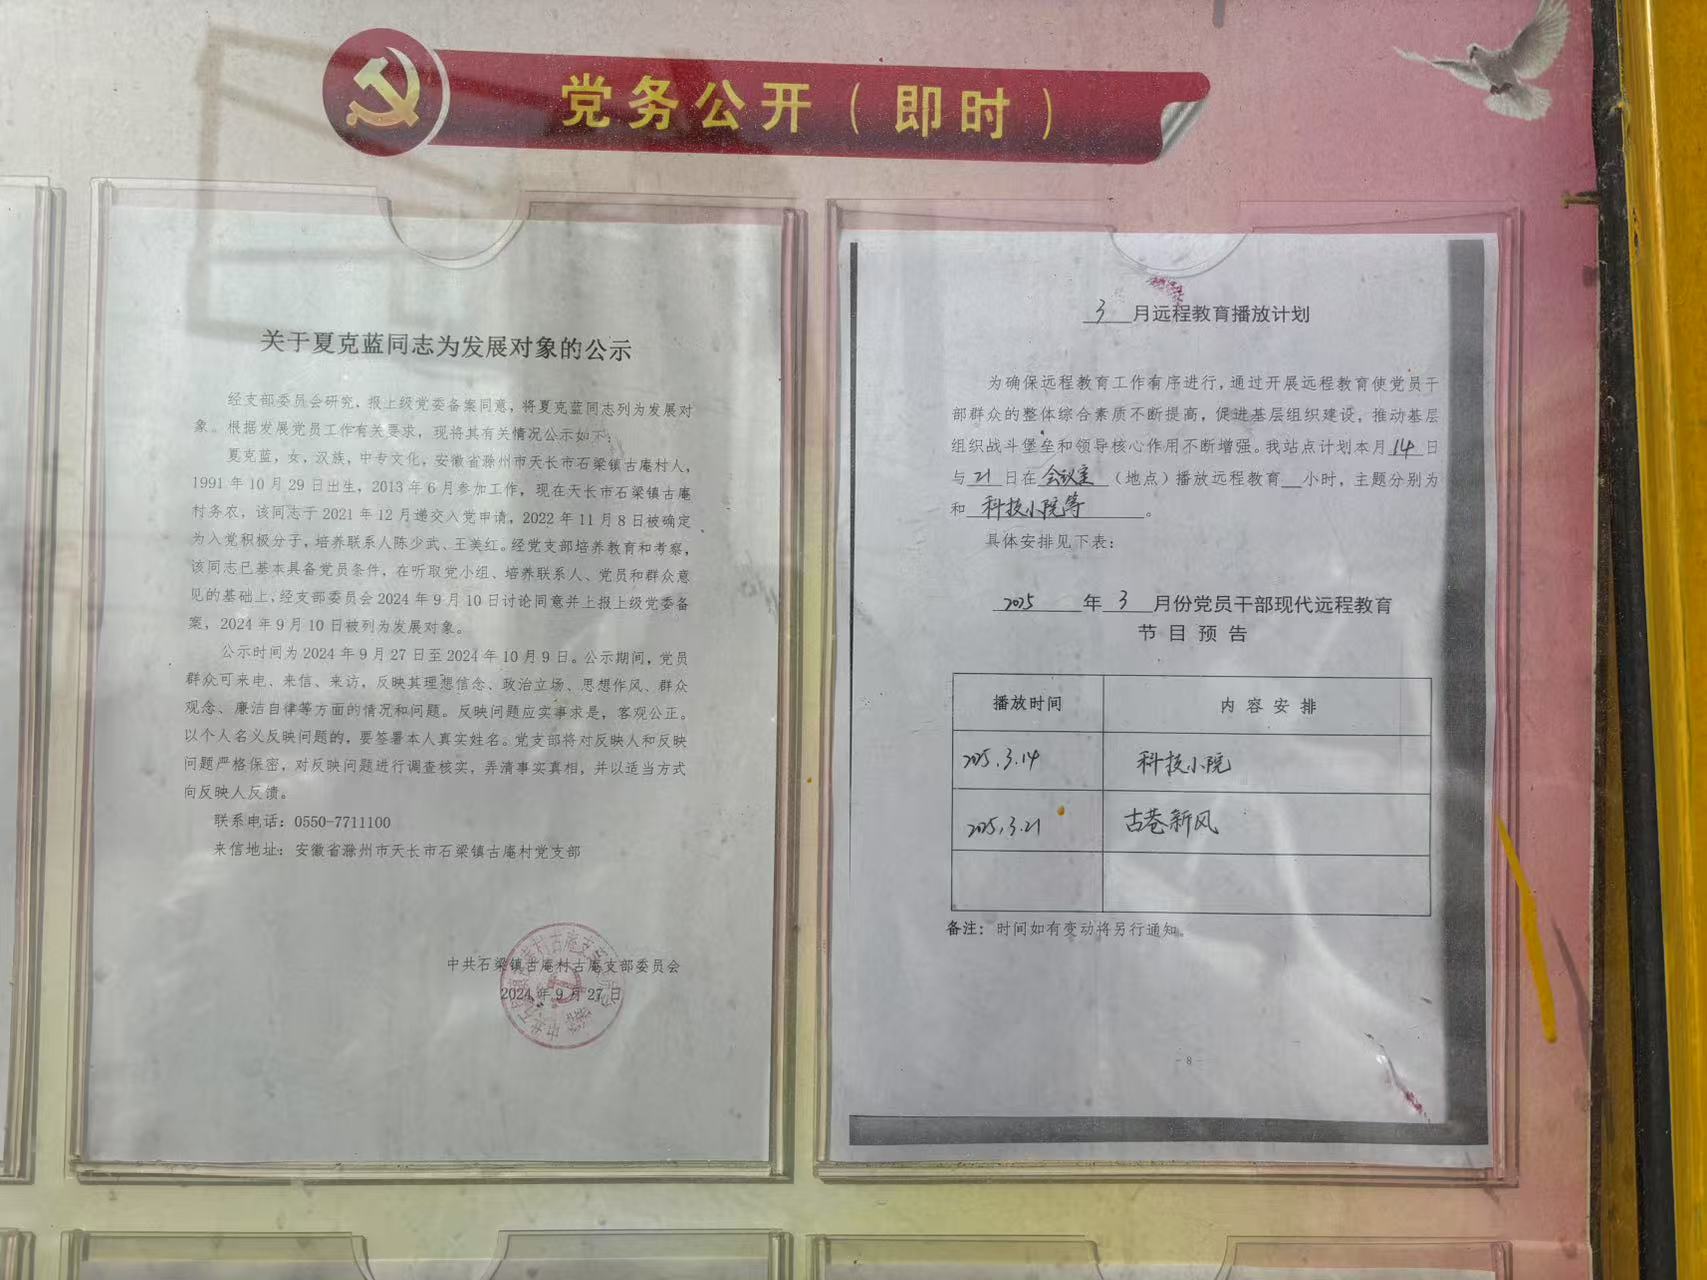 党务公开（即时）
关于夏克蓝同志为发展对象的公示
经支部委员会研究，报上级党委备案同意，将夏克蓝同志列为发展对
象。根据发展党员工作有关要求，现将其有关情况公示如下：
夏克蓝，女，汉族，中专文化，安徽省滁州市天长市石梁镇古庵村人，
1991年10月29日出生，2013年6月参加工作，现在天长市石梁镇古庵
村务农，该同志于2021年12月递交入党申请，2022年11月8日被确定
为入党积极分子，培养联系人陈少武、王美红。经党支部培养教育和考察，
该同志已基本具备党员条件，在听取党小组、培养联系人、党员和群众意
见的基础上，经支部委员会2024年9月10日讨论同意并上报上级党委备
案，2024年9月10日被列为发展对象。
公示时间为2024年9月27日至2024年10月9日。公示期间，党员
群众可来电、来信、来访，反映其理想信念、政治立场、思想作风、群众
观念、廉洁自律等方面的情况和问题。反映问题应实事求是，客观公正。
以个人名义反映问题的，要签署本人真实姓名。党支部将对反映人和反映
问题严格保密，对反映问题进行调查核实，弄清事实真相，并以适当方式
向反映人反馈。
联系电话：0550-7711100
来信地址：安徽省滁州市天长市石梁镇古庵村党支部
中共石梁镇古庵村古庵支部委员会
2024年9月27日
3月远程教育播放计划
为确保远程教育工作有序进行，通过开展远程教育使党员干
部群众的整体综合素质不断提高，促进基层组织建设，推动基层
组织战斗堡垒和领导核心作用不断增强。我站点计划本月14日
与21日在会议室（地点）播放远程教育__小时，主题分别为
和科技小院等。
具体安排见下表：
2025年3月份党员干部现代远程教育
节目预告
播放时间 内容安排
2025.3.14 科技小院
2025.3.21 古巷新风
备注：时间如有变动将另行通知。
- 8 -